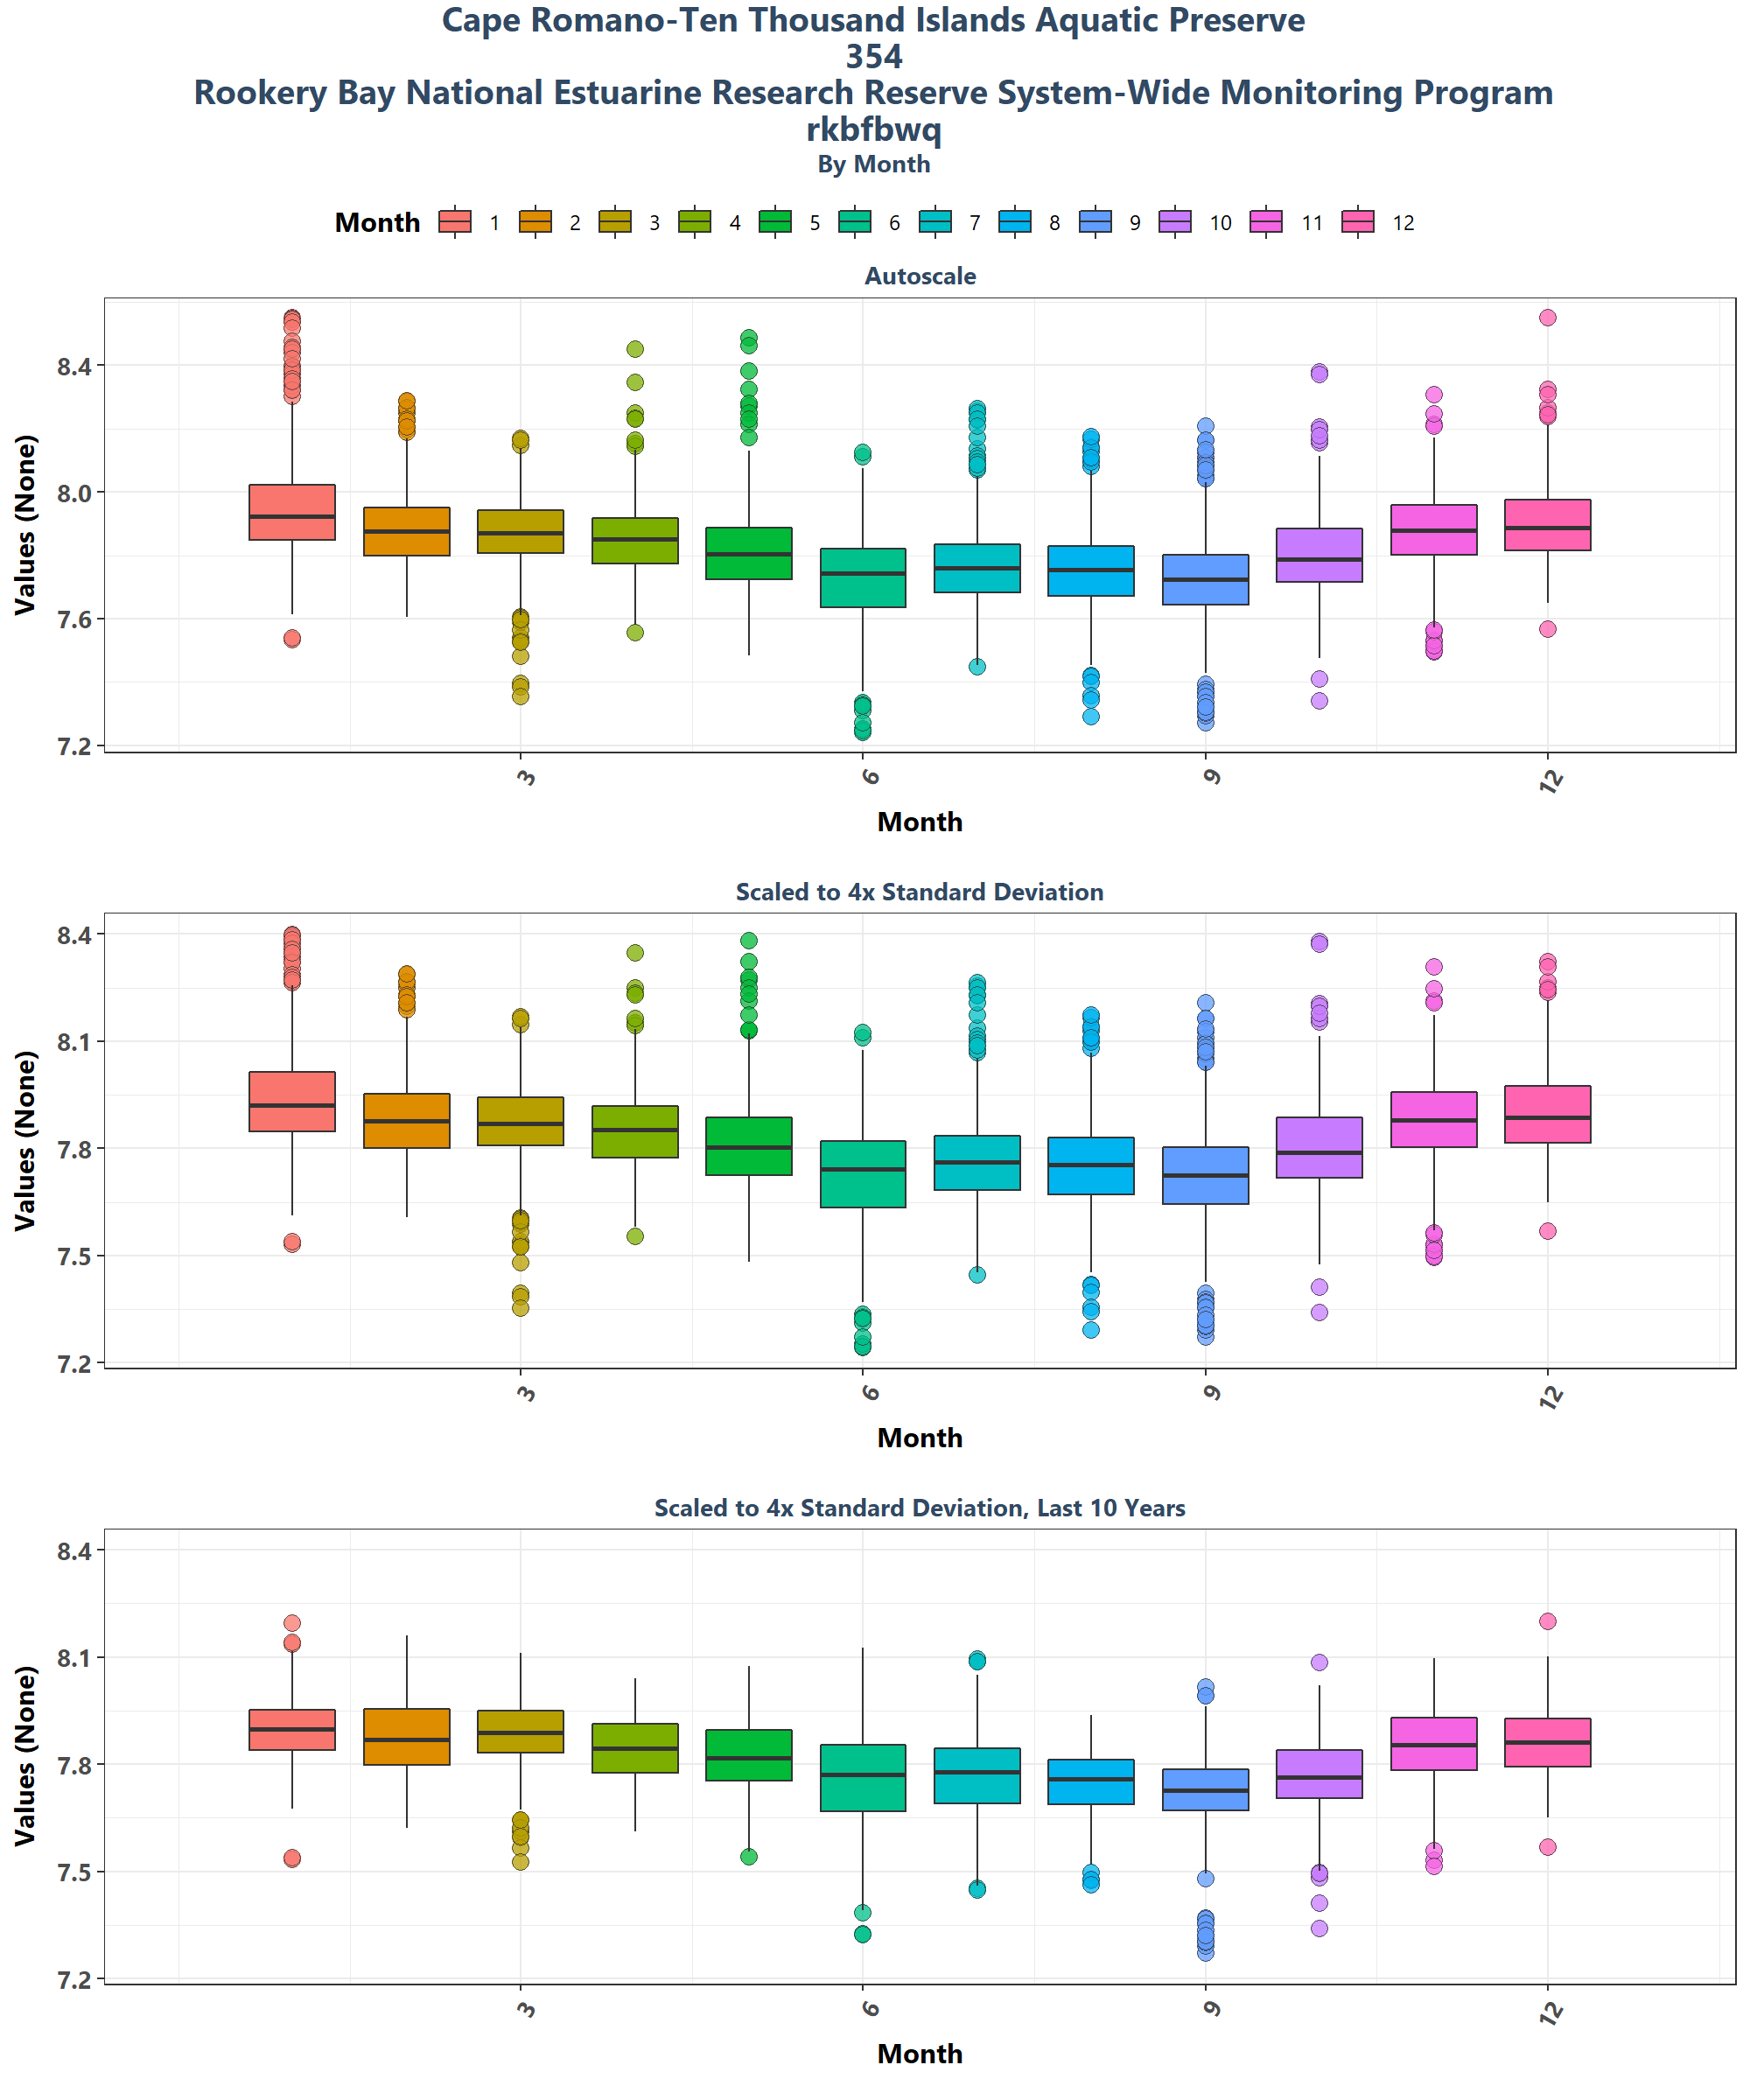 Cape Romano-Ten Thousand Islands Aquatic Preserve
354
Rookery Bay National Estuarine Research Reserve System-Wide Monitoring Program
rkbfbwq
By Month
Month 1 2 3 4 5 6 7 8 9 10 11 12
Autoscale
Values (None)
8.4
8.0
7.6
7.2
3 6 9 12
Month
Scaled to 4x Standard Deviation
Values (None)
8.4
8.1
7.8
7.5
7.2
3 6 9 12
Month
Scaled to 4x Standard Deviation, Last 10 Years
Values (None)
8.4
8.1
7.8
7.5
7.2
3 6 9 12
Month